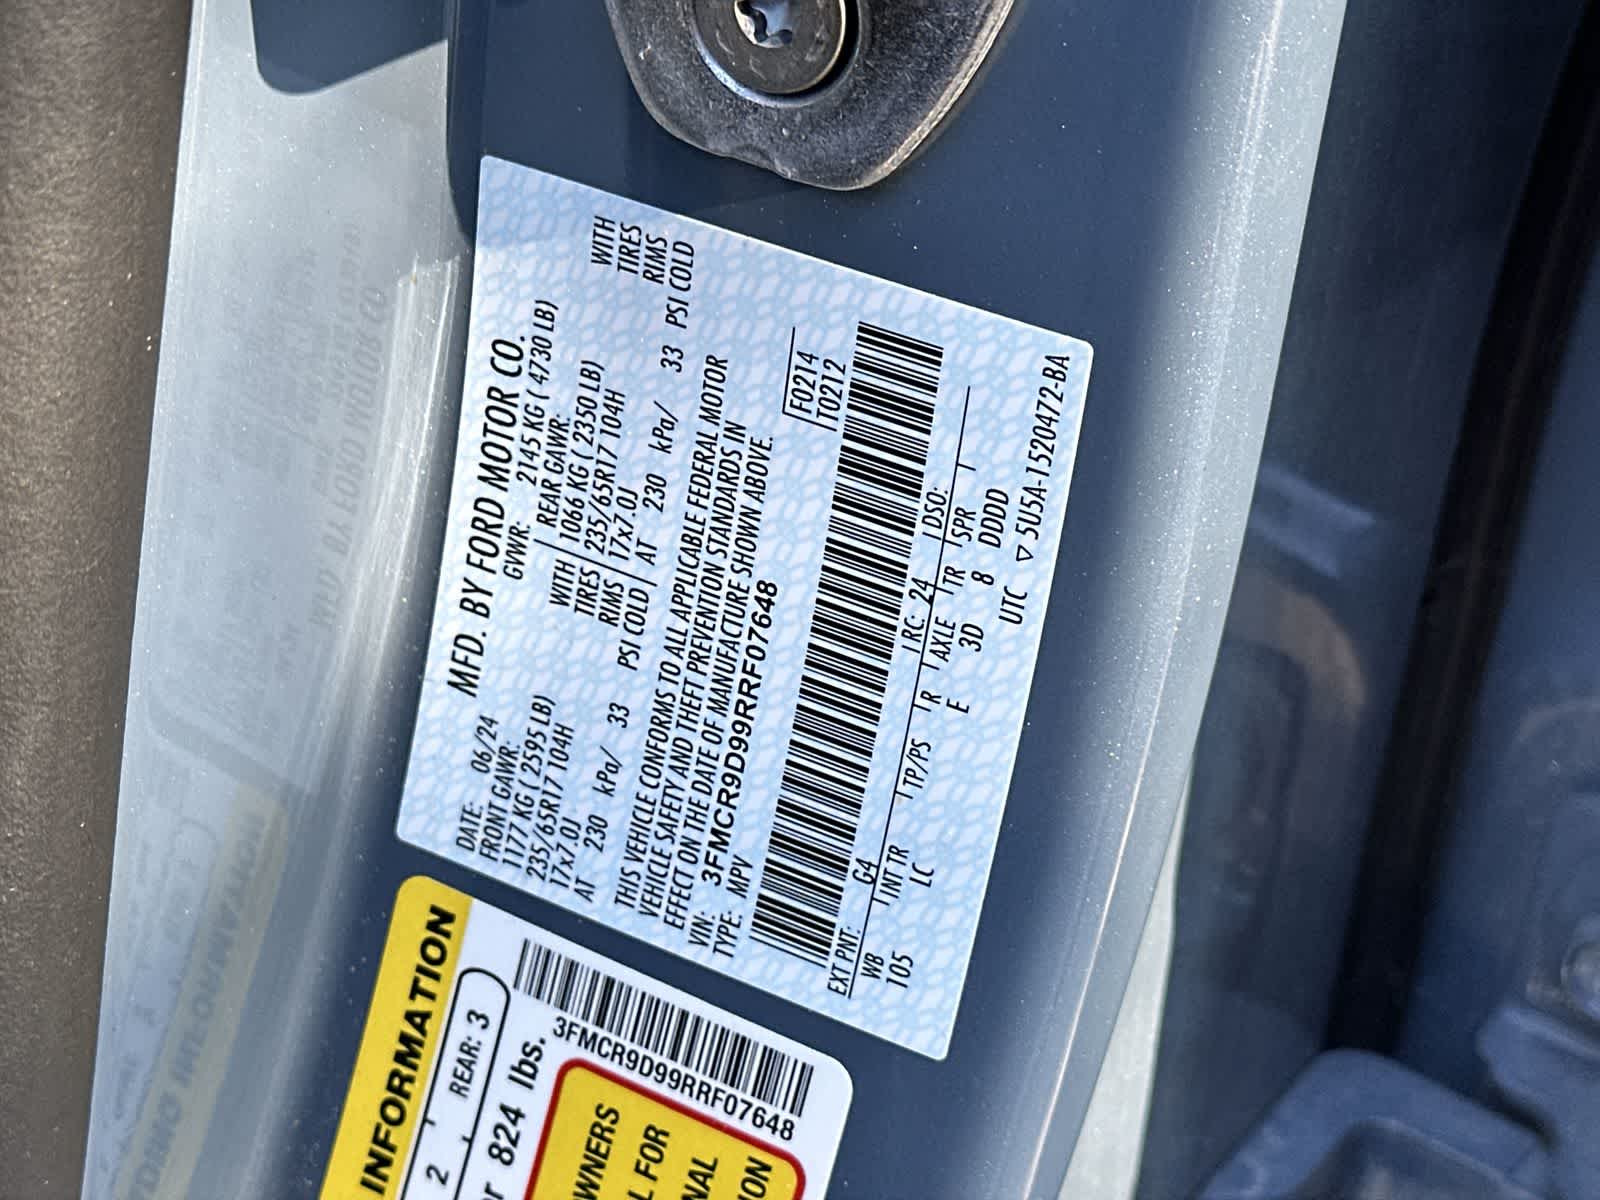 MFD. BY FORD MOTOR CO.
DATE: 06/24 GVWR: 2145 KG ( 4730 LB)
FRONT GAWR: REAR GAWR:
1177 KG ( 2595 LB) WITH 1066 KG ( 2350 LB) WITH
235/65R17 104H TIRES 235/65R17 104H TIRES
17x7.0J RIMS 17x7.0J RIMS
AT 230 kPa/ 33 PSI COLD AT 230 kPa/ 33 PSI COLD
THIS VEHICLE CONFORMS TO ALL APPLICABLE FEDERAL MOTOR
VEHICLE SAFETY AND THEFT PREVENTION STANDARDS IN
EFFECT ON THE DATE OF MANUFACTURE SHOWN ABOVE.
VIN: 3FMCR9D99RRF07648
TYPE: MPV
F0214
T0212
EXT PNT: G4 RC: 24 DSO:
WB INT TR TP/PS R AXLE TR SPR
105 LC E 3D 8 DDDD
UTC ▽ 5U5A-1520472-BA
INFORMATION
2 REAR: 3
or 824 lbs.
3FMCR9D99RRF07648
WNERS
L FOR
NAL
ION